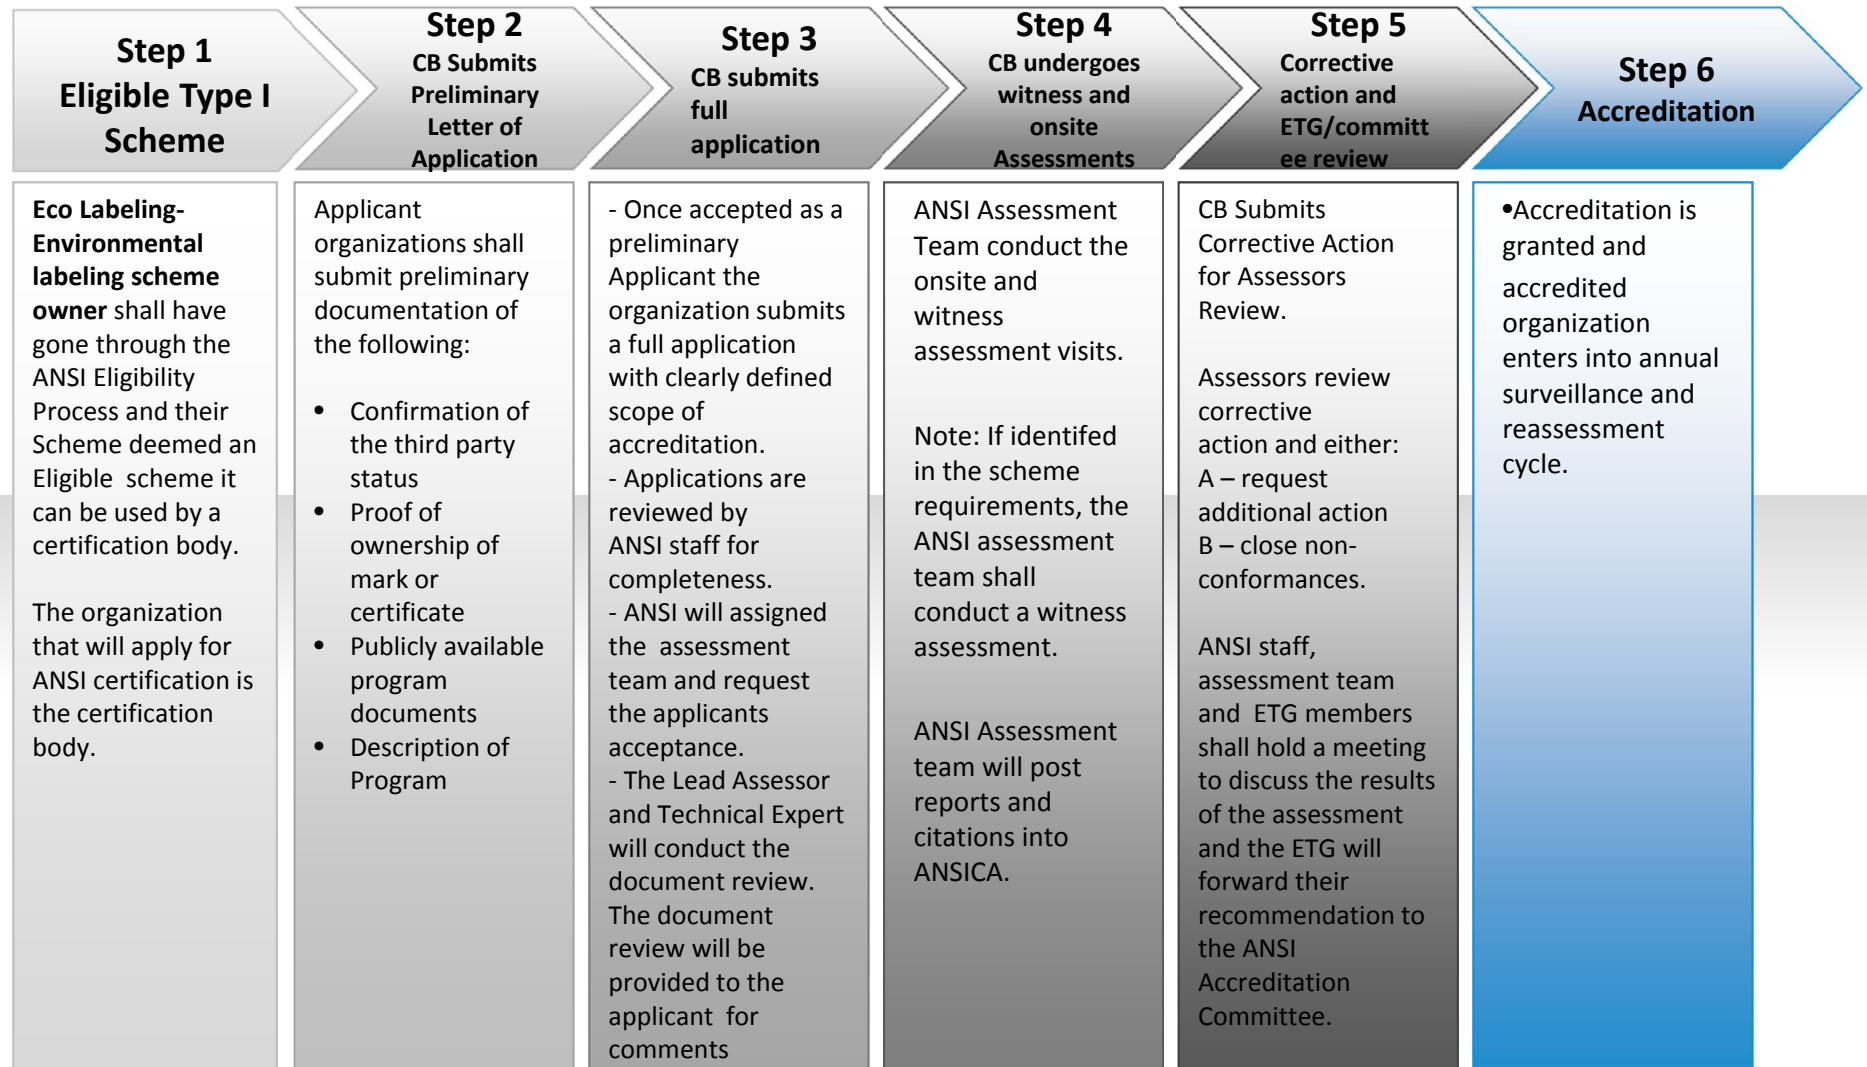 Step 1
Eligible Type I
Scheme
Step 2
CB Submits
Preliminary
Letter of
Application
Step 3
CB submits
full
application
Step 4
CB undergoes
witness and
onsite
Assessments
Step 5
Corrective
action and
ETG/committ
ee review
Step 6
Accreditation
Eco Labeling-
Environmental
labeling scheme
owner shall have
gone through the
ANSI Eligibility
Process and their
Scheme deemed an
Eligible scheme it
can be used by a
certification body.
The organization
that will apply for
ANSI certification is
the certification
body.
Applicant
organizations shall
submit preliminary
documentation of
the following:
• Confirmation of
the third party
status
• Proof of
ownership of
mark or
certificate
• Publicly available
program
documents
• Description of
Program
- Once accepted as a
preliminary
Applicant the
organization submits
a full application
with clearly defined
scope of
accreditation.
- Applications are
reviewed by
ANSI staff for
completeness.
- ANSI will assigned
the assessment
team and request
the applicants
acceptance.
- The Lead Assessor
and Technical Expert
will conduct the
document review.
The document
review will be
provided to the
applicant for
comments
ANSI Assessment
Team conduct the
onsite and
witness
assessment visits.
Note: If identifed
in the scheme
requirements, the
ANSI assessment
team shall
conduct a witness
assessment.
ANSI Assessment
team will post
reports and
citations into
ANSICA.
CB Submits
Corrective Action
for Assessors
Review.
Assessors review
corrective
action and either:
A – request
additional action
B – close non-
conformances.
ANSI staff,
assessment team
and ETG members
shall hold a meeting
to discuss the results
of the assessment
and the ETG will
forward their
recommendation to
the ANSI
Accreditation
Committee.
•Accreditation is
granted and
accredited
organization
enters into annual
surveillance and
reassessment
cycle.